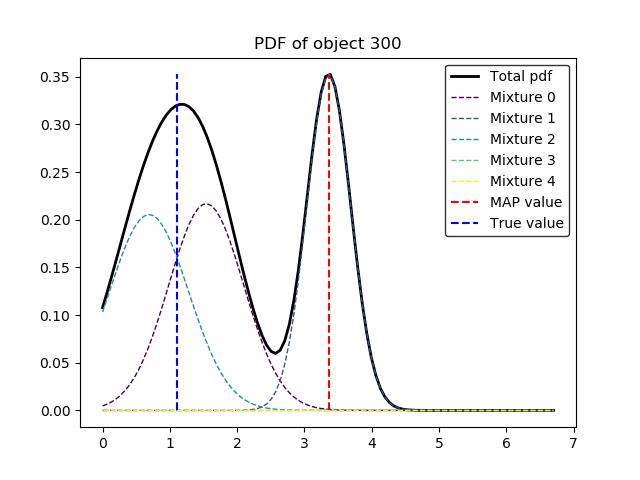 PDF of object 300
0.35
0.30
0.25
0.20
0.15
0.10
0.05
0.00
0 1 2 3 4 5 6 7
Total pdf
Mixture 0
Mixture 1
Mixture 2
Mixture 3
Mixture 4
MAP value
True value